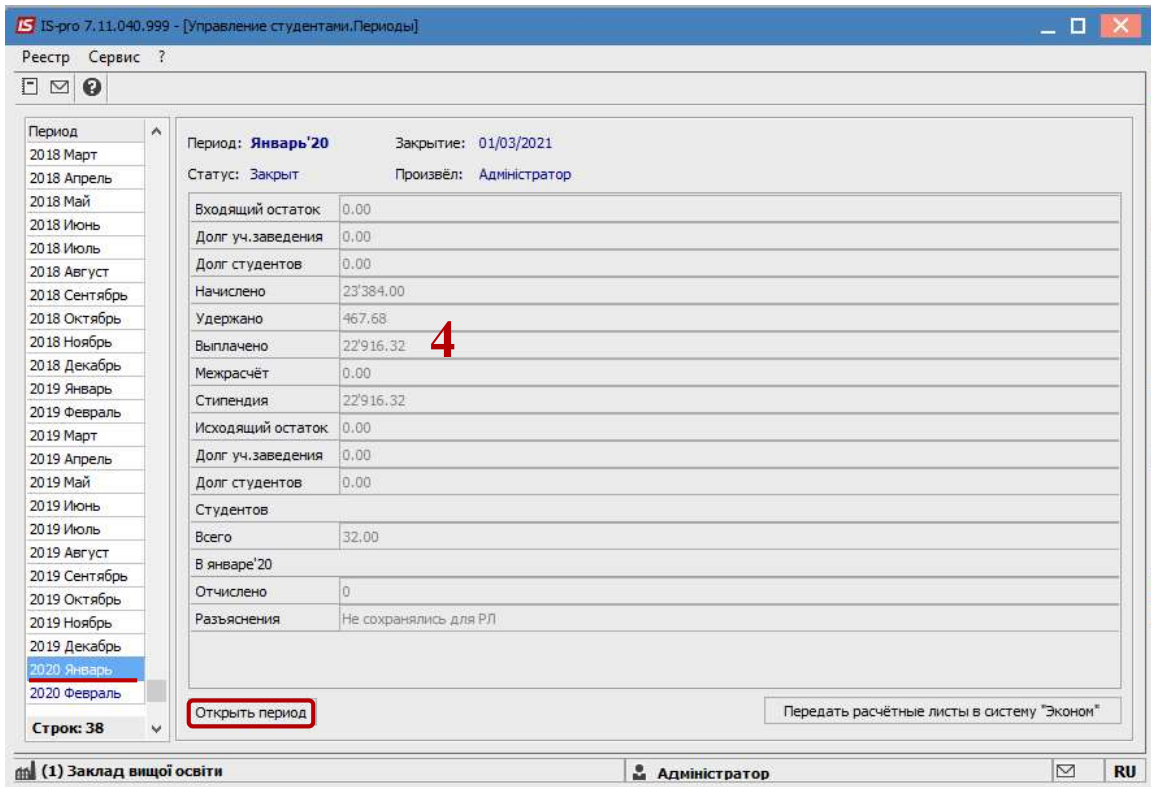 IS-pro 7.11.040.999 - [Управление студентами.Периоды]
Реестр Сервис ?
Период
2018 Март
2018 Апрель
2018 Май
2018 Июнь
2018 Июль
2018 Август
2018 Сентябрь
2018 Октябрь
2018 Ноябрь
2018 Декабрь
2019 Январь
2019 Февраль
2019 Март
2019 Апрель
2019 Май
2019 Июнь
2019 Июль
2019 Август
2019 Сентябрь
2019 Октябрь
2019 Ноябрь
2019 Декабрь
2020 Январь
2020 Февраль
Строк: 38
Период: Январь'20 Закрытие: 01/03/2021
Статус: Закрыт Произвёл: Адміністратор
Входящий остаток 0.00
Долг уч.заведения 0.00
Долг студентов 0.00
Начислено 23'384.00
Удержано 467.68
Выплачено 22'916.32
4
Межрасчёт 0.00
Стипендия 22'916.32
Исходящий остаток 0.00
Долг уч.заведения 0.00
Долг студентов 0.00
Студентов
Всего 32.00
В январе'20
Отчислено 0
Разъяснения Не сохранялись для РЛ
Открыть период Передать расчётные листы в систему "Эконом"
(1) Заклад вищої освіти Адміністратор RU